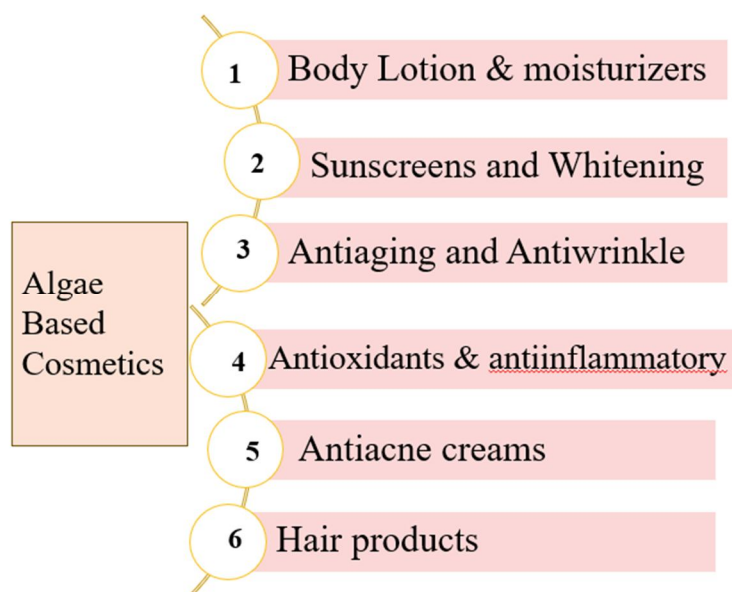 1 Body Lotion & moisturizers
2 Sunscreens and Whitening
3 Antiaging and Antiwrinkle
Algae
Based
Cosmetics
4 Antioxidants & antiinflammatory
5 Antiacne creams
6 Hair products